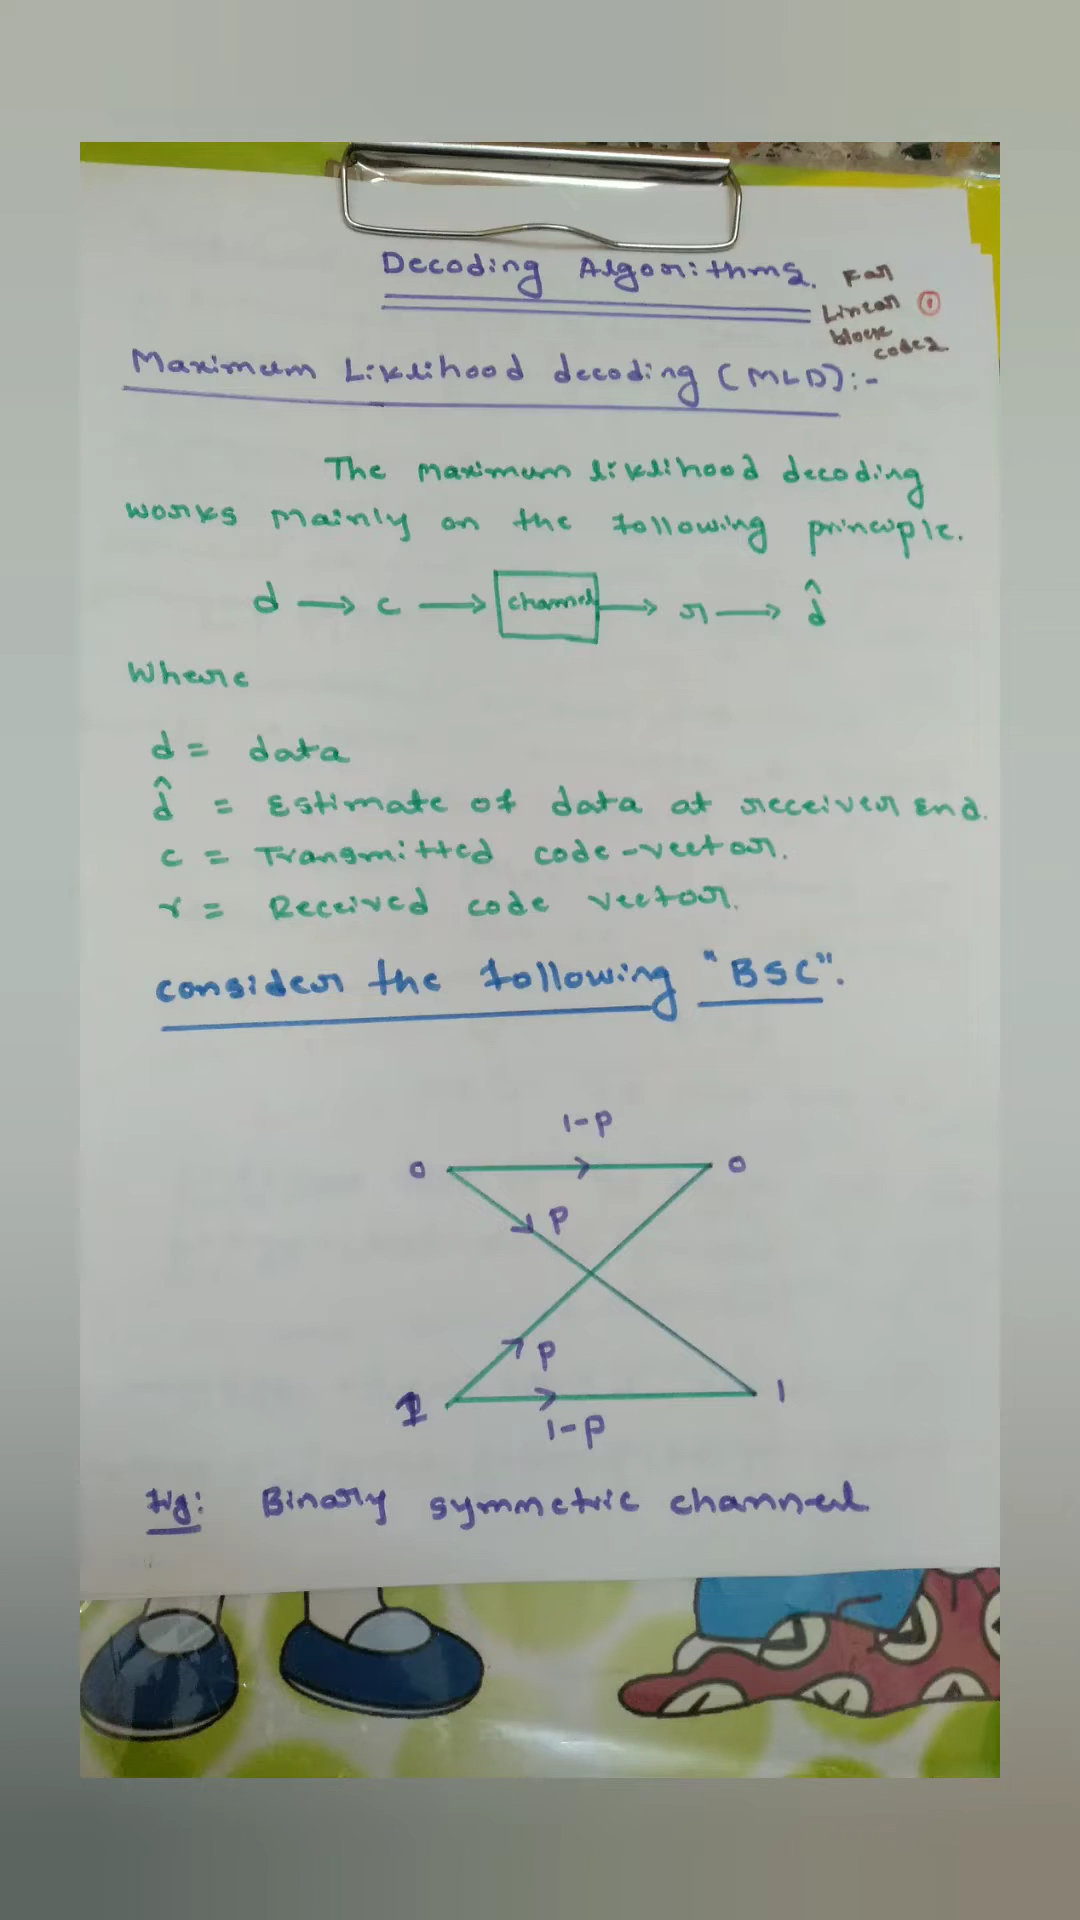 Decoding Algorithms. For
Linear ①
block
codes
Maximum Liklihood decoding (MLD):-
The maximum liklihood decoding
works mainly on the following principle.
d → c → channel → r → d̂
Where
d = data
d̂ = Estimate of data at receiver End.
c = Transmitted code-vector.
r = Received code vector.
consider the following "BSC".
1-p
0 0
p
p
1 1
1-p
fig: Binary symmetric channel